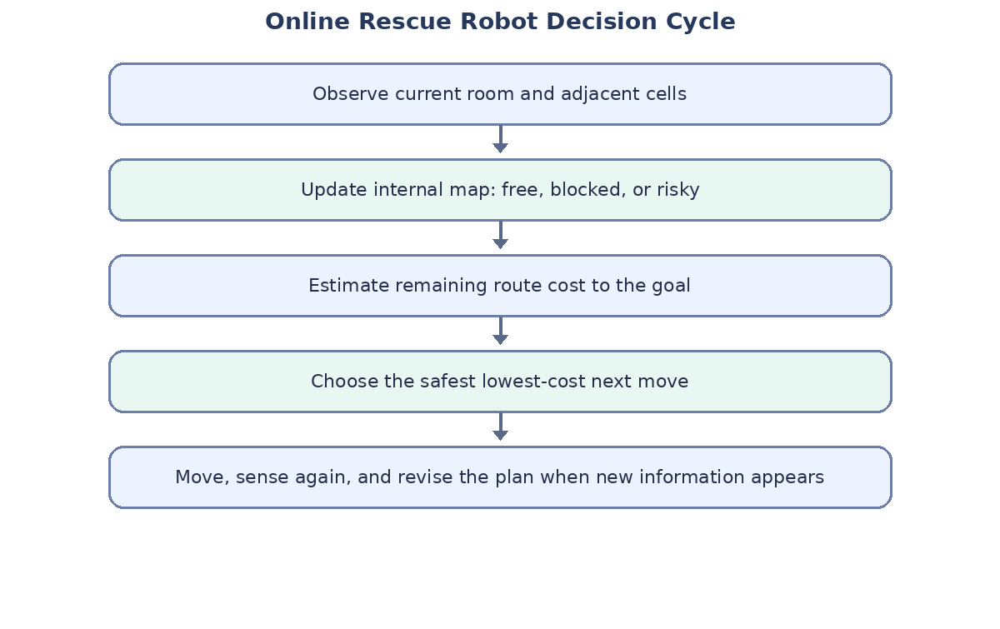 Online Rescue Robot Decision Cycle
Observe current room and adjacent cells
Update internal map: free, blocked, or risky
Estimate remaining route cost to the goal
Choose the safest lowest-cost next move
Move, sense again, and revise the plan when new information appears